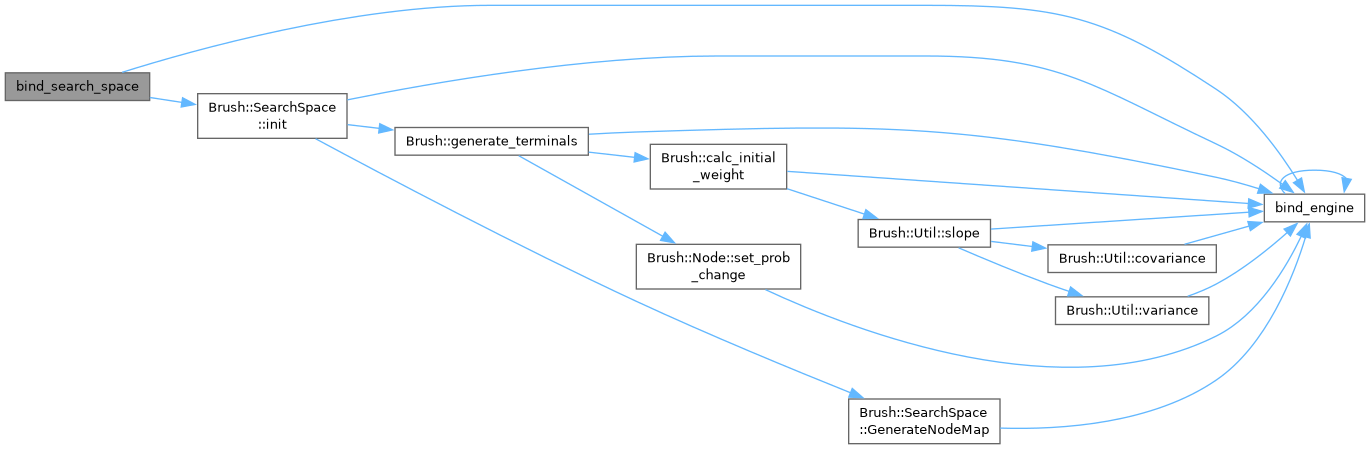 bind_search_space
Brush::SearchSpace
::init
Brush::generate_terminals
Brush::calc_initial
_weight
bind_engine
Brush::Util::slope
Brush::Node::set_prob
_change
Brush::Util::covariance
Brush::Util::variance
Brush::SearchSpace
::GenerateNodeMap